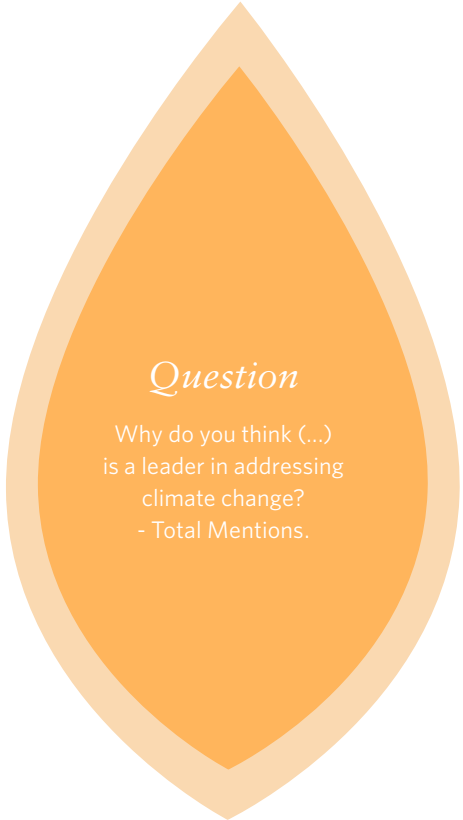 Question
Why do you think (...)
is a leader in addressing
climate change?
- Total Mentions.